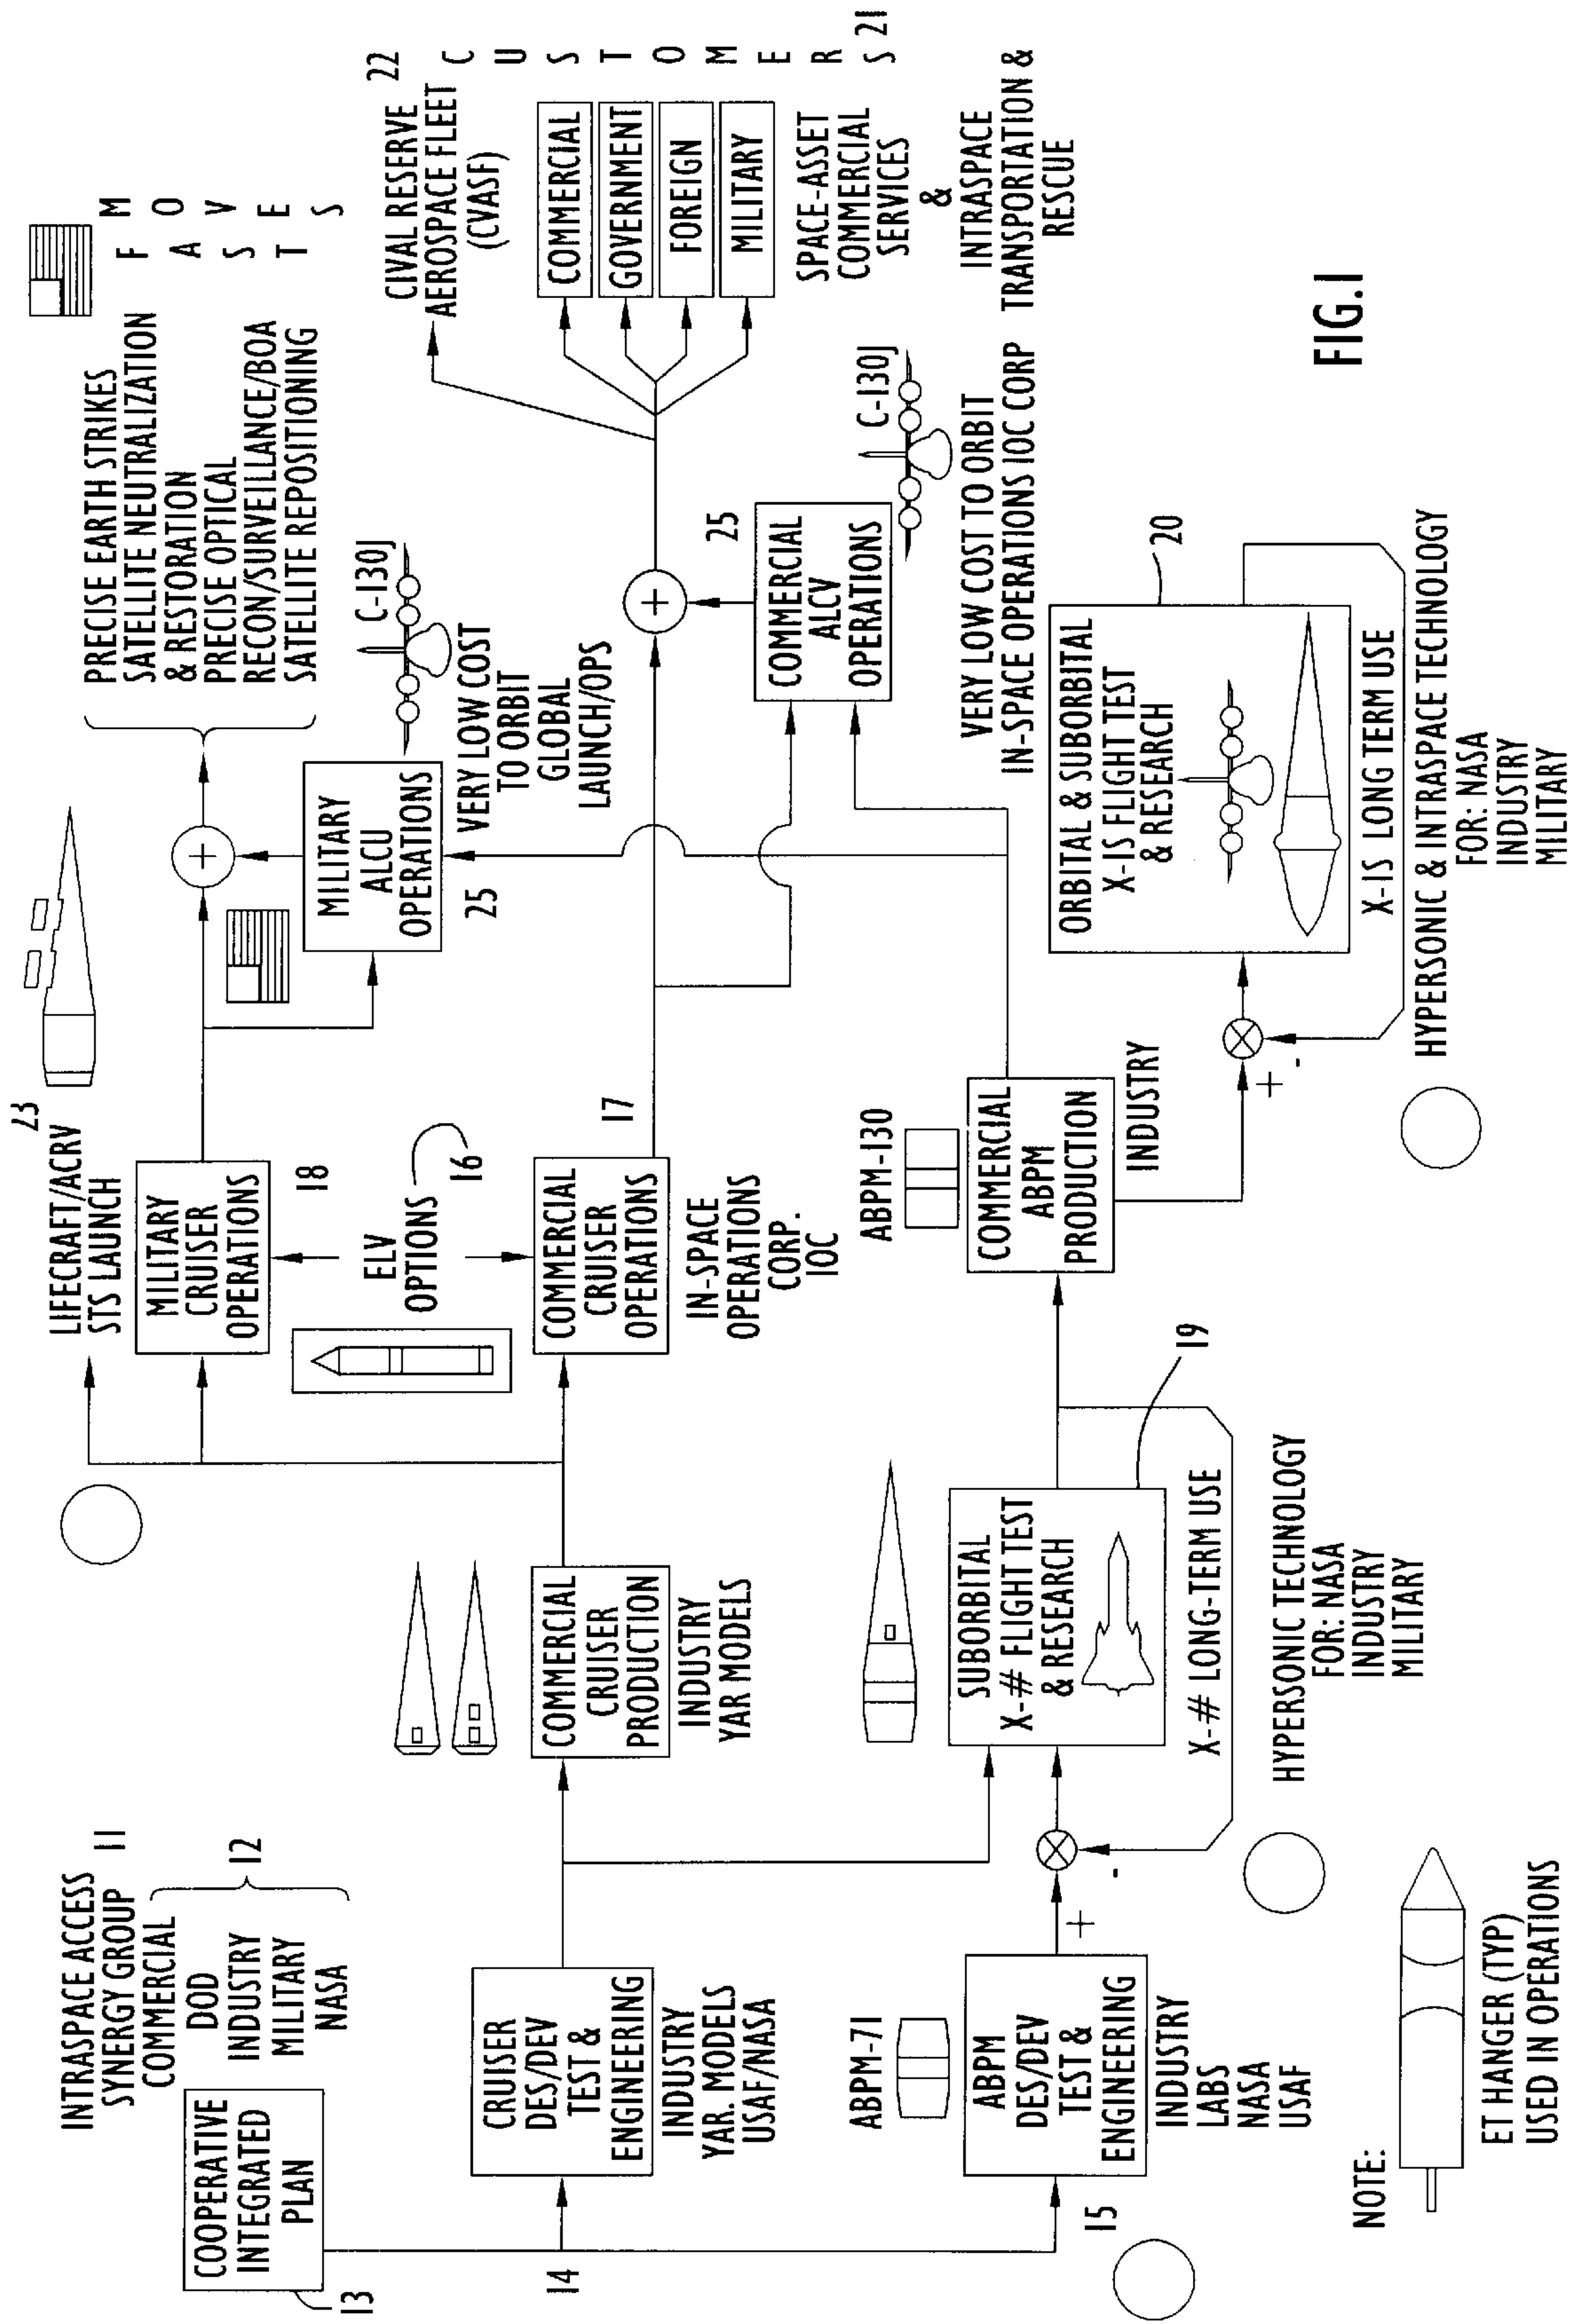 INTRASPACE ACCESS
SYNERGY GROUP
11
COMMERCIAL
DOD
INDUSTRY
MILITARY
NASA
12
COOPERATIVE
INTEGRATED
PLAN
13
14
CRUISER
DES/DEV
TEST &
ENGINEERING
INDUSTRY
YAR. MODELS
USAF/NASA
ABPM-71
ABPM
DES/DEV
TEST &
ENGINEERING
INDUSTRY
LABS
NASA
USAF
15
+
-
NOTE:
ET HANGER (TYP)
USED IN OPERATIONS
COMMERCIAL
CRUISER
PRODUCTION
INDUSTRY
YAR MODELS
SUBORBITAL
X-# FLIGHT TEST
& RESEARCH
19
X-# LONG-TERM USE
HYPERSONIC TECHNOLOGY
FOR: NASA
INDUSTRY
MILITARY
23
LIFECRAFT/ACRV
STS LAUNCH
MILITARY
CRUISER
OPERATIONS
18
ELV
OPTIONS
16
COMMERCIAL
CRUISER
OPERATIONS
17
IN-SPACE
OPERATIONS
CORP.
IOC
ABPM-130
COMMERCIAL
ABPM
PRODUCTION
INDUSTRY
+
-
+
MILITARY
ALCU
OPERATIONS
25
C-130J
VERY LOW COST
TO ORBIT
GLOBAL
LAUNCH/OPS
PRECISE EARTH STRIKES
SATELLITE NEUTRALIZATION
& RESTORATION
PRECISE OPTICAL
RECON/SURVEILLANCE/BOA
SATELLITE REPOSITIONING
M F
O A
V S
E T
S
+
COMMERCIAL
ALCV
OPERATIONS
25
C-130J
VERY LOW COST TO ORBIT
IN-SPACE OPERATIONS IOC CORP
ORBITAL & SUBORBITAL
X-IS FLIGHT TEST
& RESEARCH
20
X-IS LONG TERM USE
HYPERSONIC & INTRASPACE TECHNOLOGY
FOR: NASA
INDUSTRY
MILITARY
CIVAL RESERVE
AEROSPACE FLEET
(CVASF)
22
COMMERCIAL
GOVERNMENT
FOREIGN
MILITARY
C
U
S
T
O
M
E
R
S
21
SPACE-ASSET
COMMERCIAL
SERVICES
&
INTRASPACE
TRANSPORTATION &
RESCUE
FIG.1